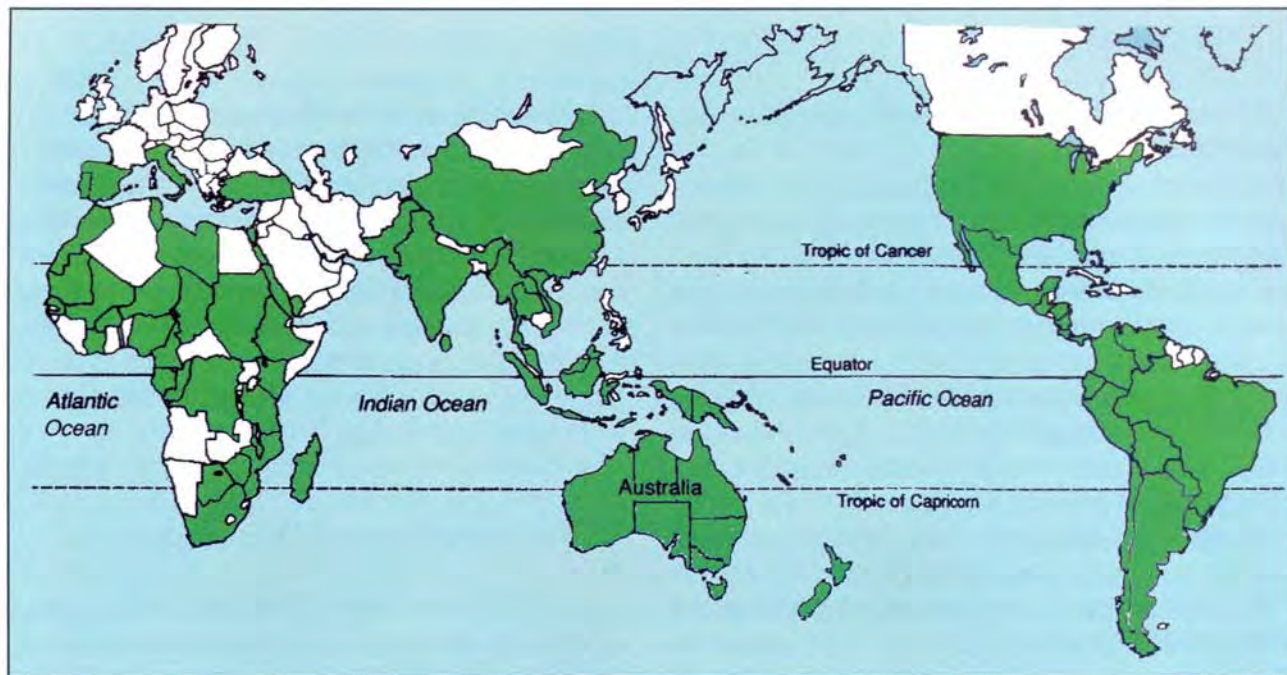 Tropic of Cancer
Equator
Atlantic
Ocean
Indian Ocean
Pacific Ocean
Australia
Tropic of Capricorn